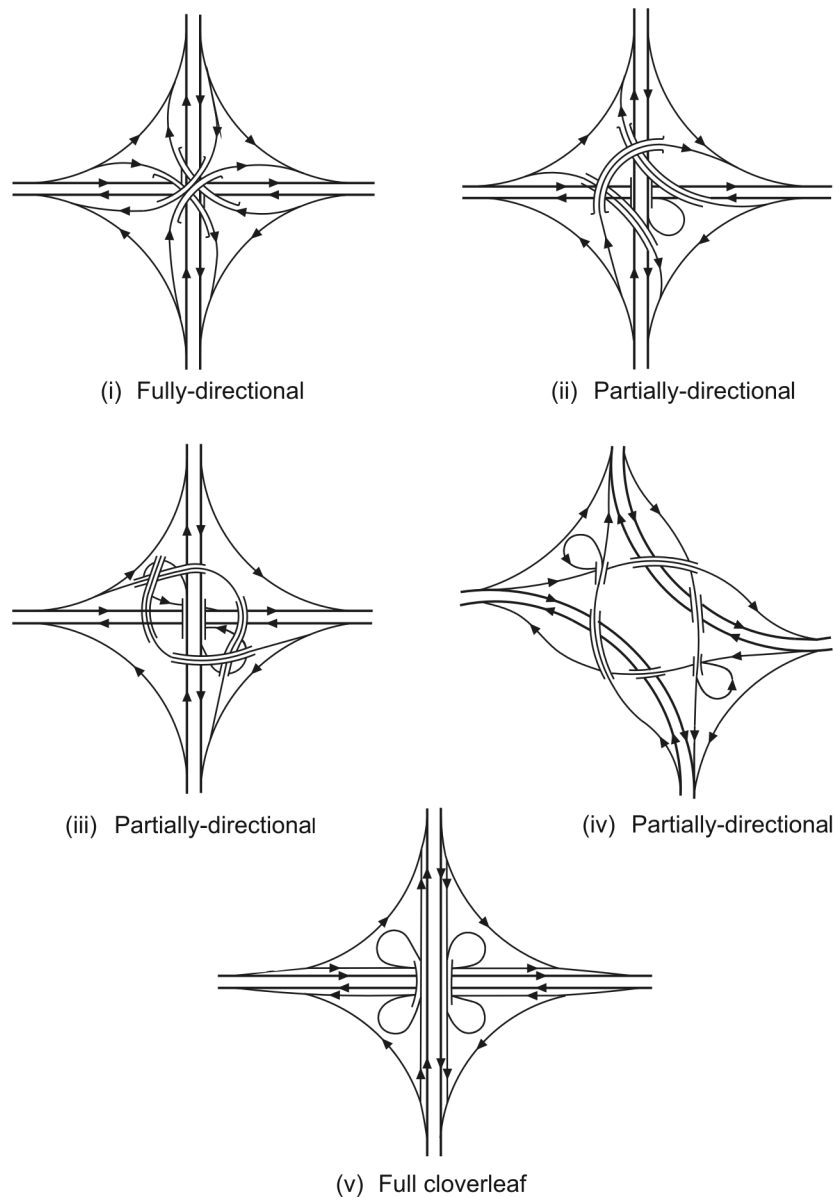 (i) Fully-directional
(ii) Partially-directional
(iii) Partially-directional
(iv) Partially-directional
(v) Full cloverleaf